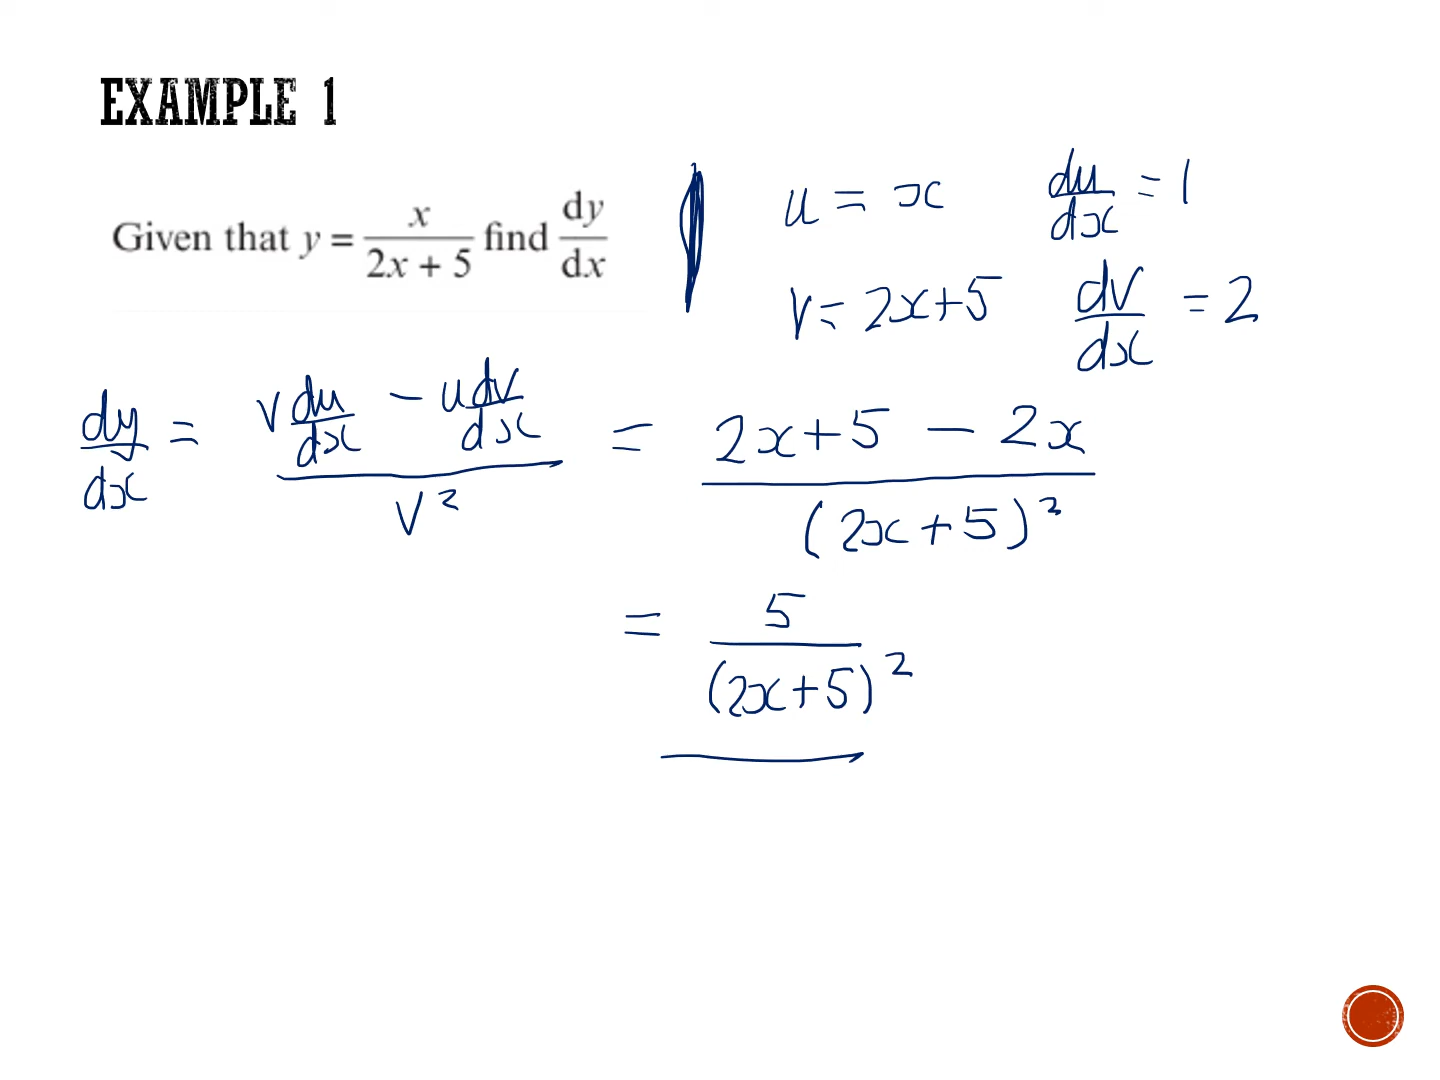 EXAMPLE 1
Given that y = x/(2x + 5) find dy/dx
u = x    du/dx = 1
v = 2x+5    dv/dx = 2
dy/dx = (v du/dx - u dv/dx)/v² = (2x+5 - 2x)/(2x+5)²
= 5/(2x+5)²